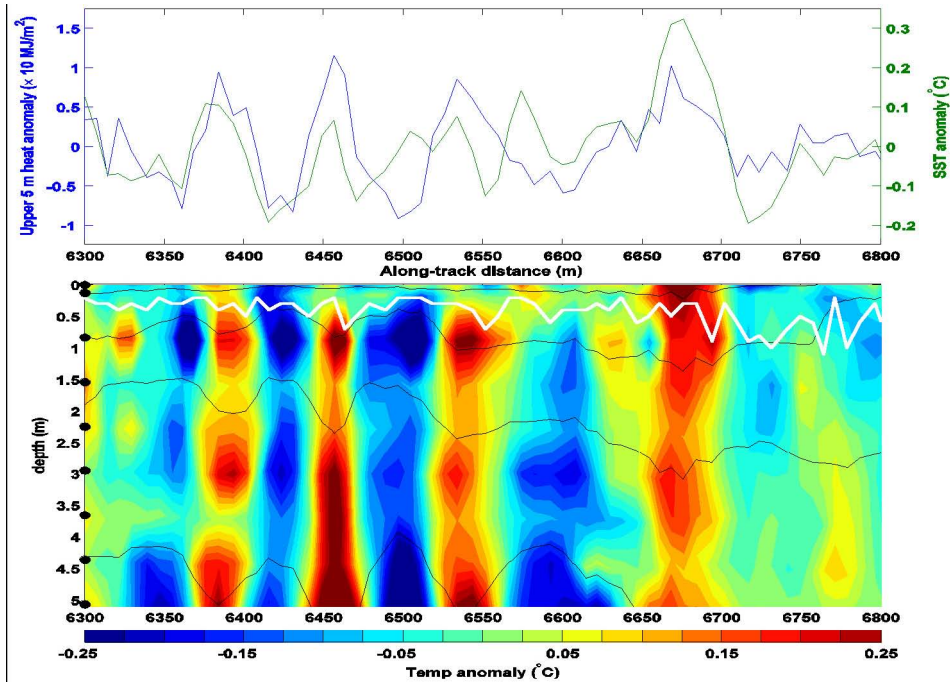 Upper 5 m heat anomaly (× 10 MJ/m²)
1.5
1
0.5
0
-0.5
-1
0.3
0.2
0.1
0
-0.1
-0.2
SST anomaly (°C)
6300 6350 6400 6450 6500 6550 6600 6650 6700 6750 6800
Along-track distance (m)
depth (m)
0
0.5
1
1.5
2
2.5
3
3.5
4
4.5
5
6300 6350 6400 6450 6500 6550 6600 6650 6700 6750 6800
-0.25 -0.15 -0.05 0.05 0.15 0.25
Temp anomaly (°C)